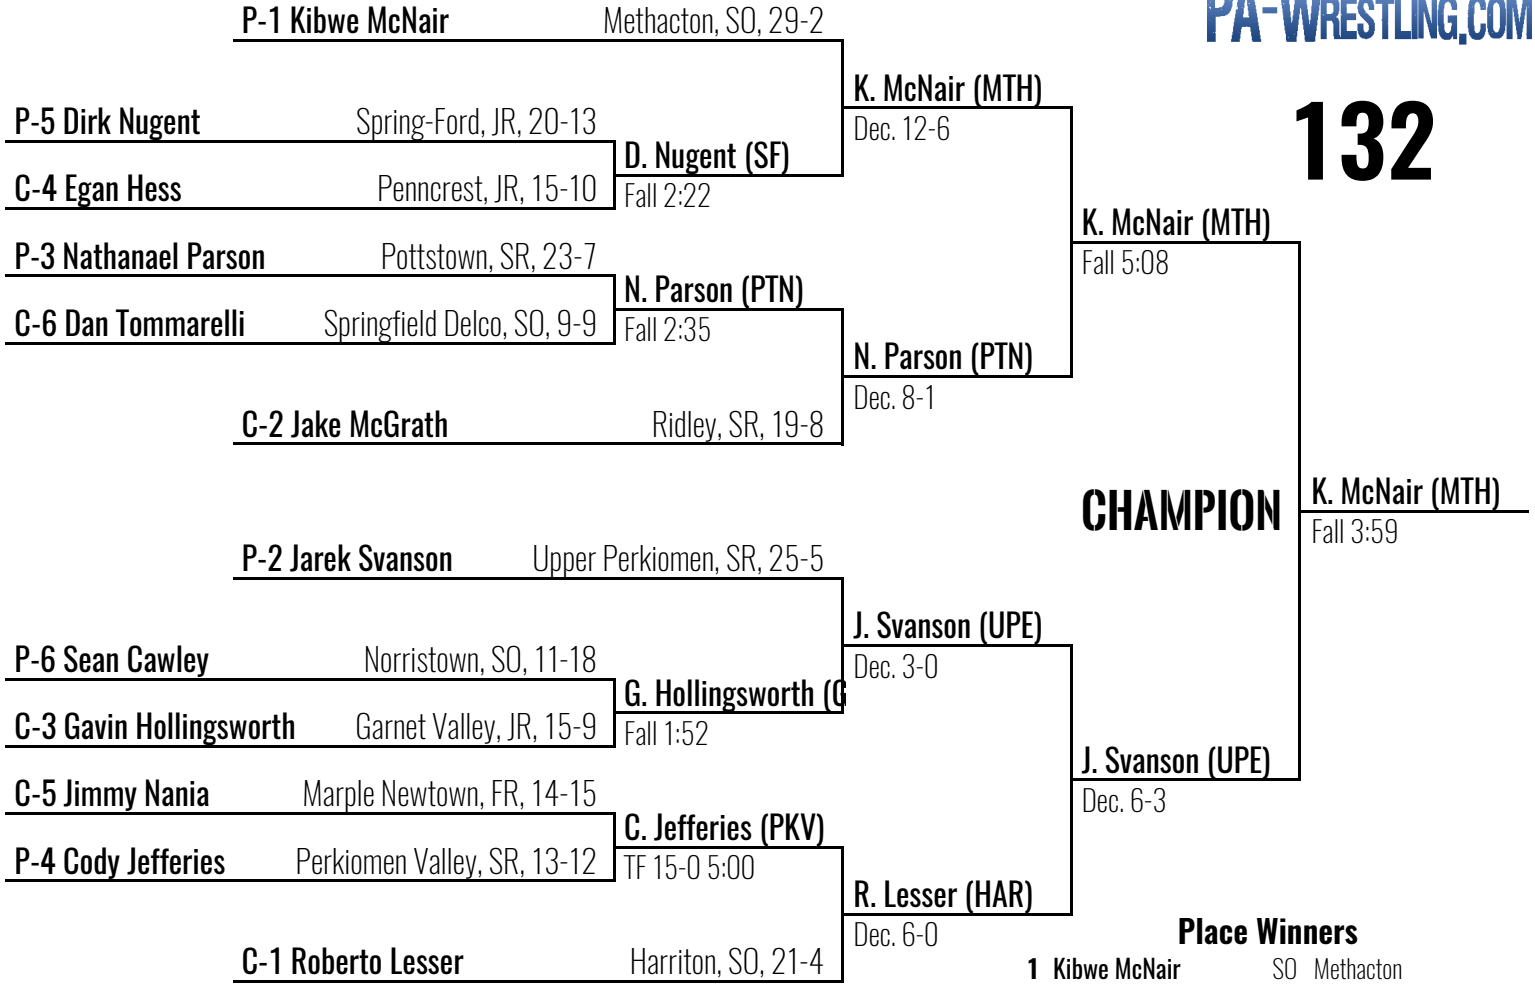 PA-WRESTLING.COM
132
P-1 Kibwe McNair Methacton, SO, 29-2
K. McNair (MTH)
Dec. 12-6
P-5 Dirk Nugent Spring-Ford, JR, 20-13
D. Nugent (SF)
Fall 2:22
C-4 Egan Hess Penncrest, JR, 15-10
K. McNair (MTH)
Fall 5:08
P-3 Nathanael Parson Pottstown, SR, 23-7
N. Parson (PTN)
Fall 2:35
C-6 Dan Tommarelli Springfield Delco, SO, 9-9
N. Parson (PTN)
Dec. 8-1
C-2 Jake McGrath Ridley, SR, 19-8
CHAMPION
K. McNair (MTH)
Fall 3:59
P-2 Jarek Svanson Upper Perkiomen, SR, 25-5
J. Svanson (UPE)
Dec. 3-0
P-6 Sean Cawley Norristown, SO, 11-18
G. Hollingsworth (G
Fall 1:52
C-3 Gavin Hollingsworth Garnet Valley, JR, 15-9
J. Svanson (UPE)
Dec. 6-3
C-5 Jimmy Nania Marple Newtown, FR, 14-15
C. Jefferies (PKV)
TF 15-0 5:00
P-4 Cody Jefferies Perkiomen Valley, SR, 13-12
R. Lesser (HAR)
Dec. 6-0
C-1 Roberto Lesser Harriton, SO, 21-4
Place Winners
1 Kibwe McNair SO Methacton